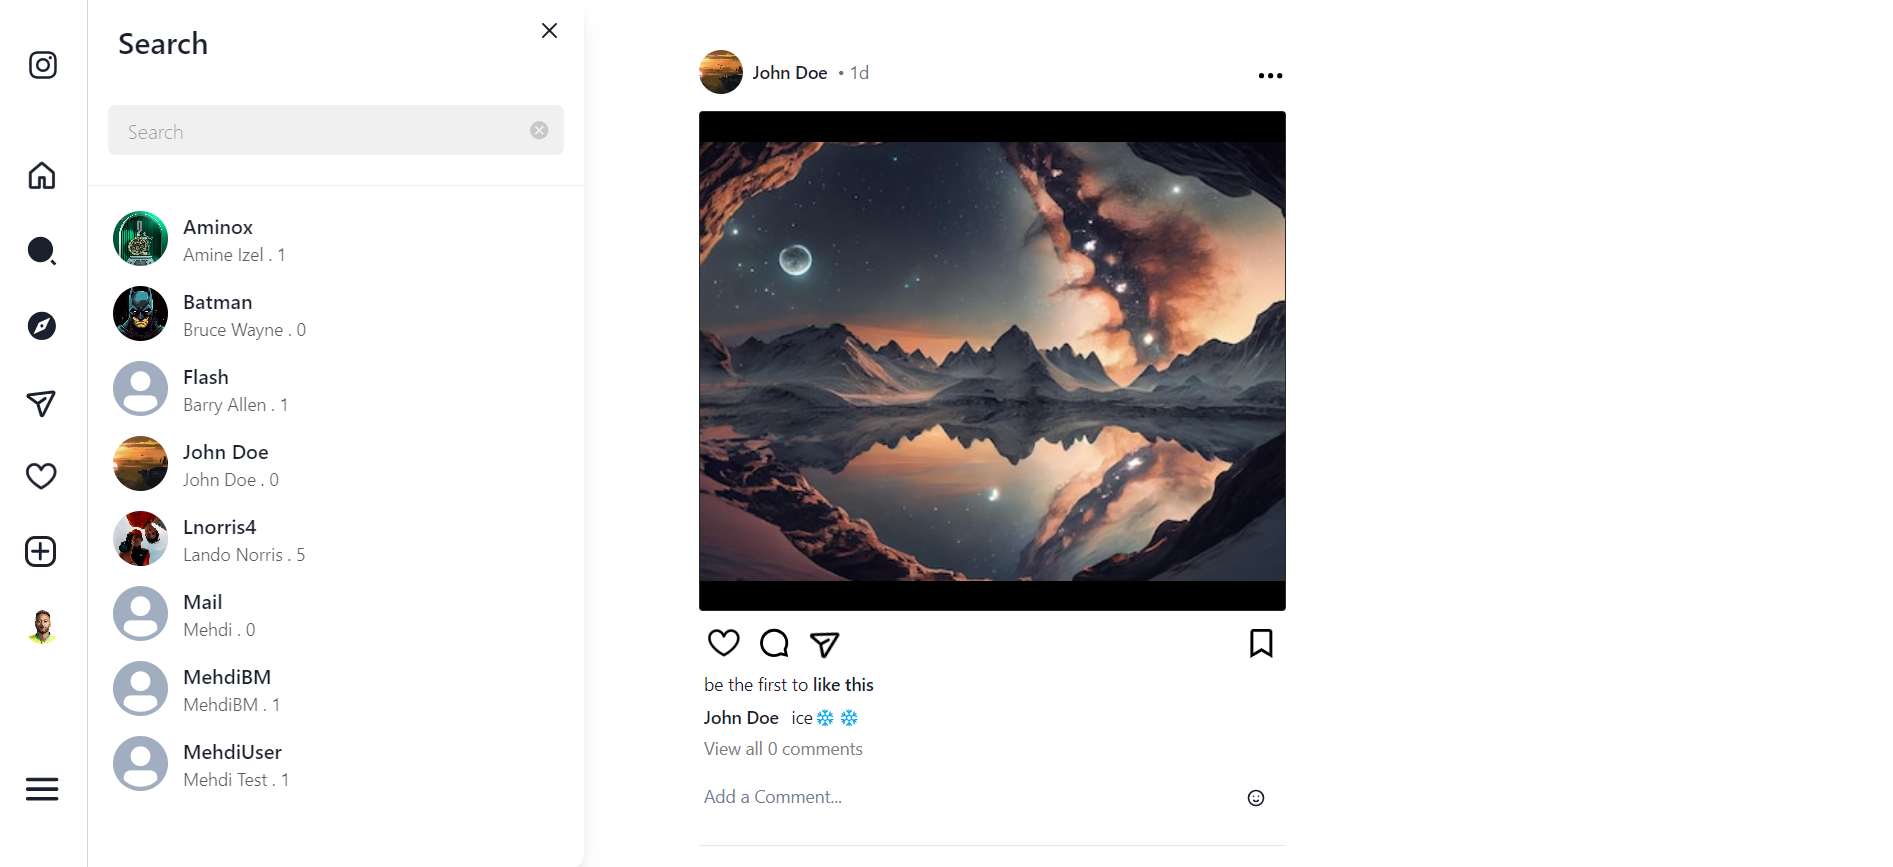 Search
Search
Aminox
Amine Izel . 1
Batman
Bruce Wayne . 0
Flash
Barry Allen . 1
John Doe
John Doe . 0
Lnorris4
Lando Norris . 5
Mail
Mehdi . 0
MehdiBM
MehdiBM . 1
MehdiUser
Mehdi Test . 1
John Doe • 1d
be the first to like this
John Doe ice❄️ ❄️
View all 0 comments
Add a Comment...